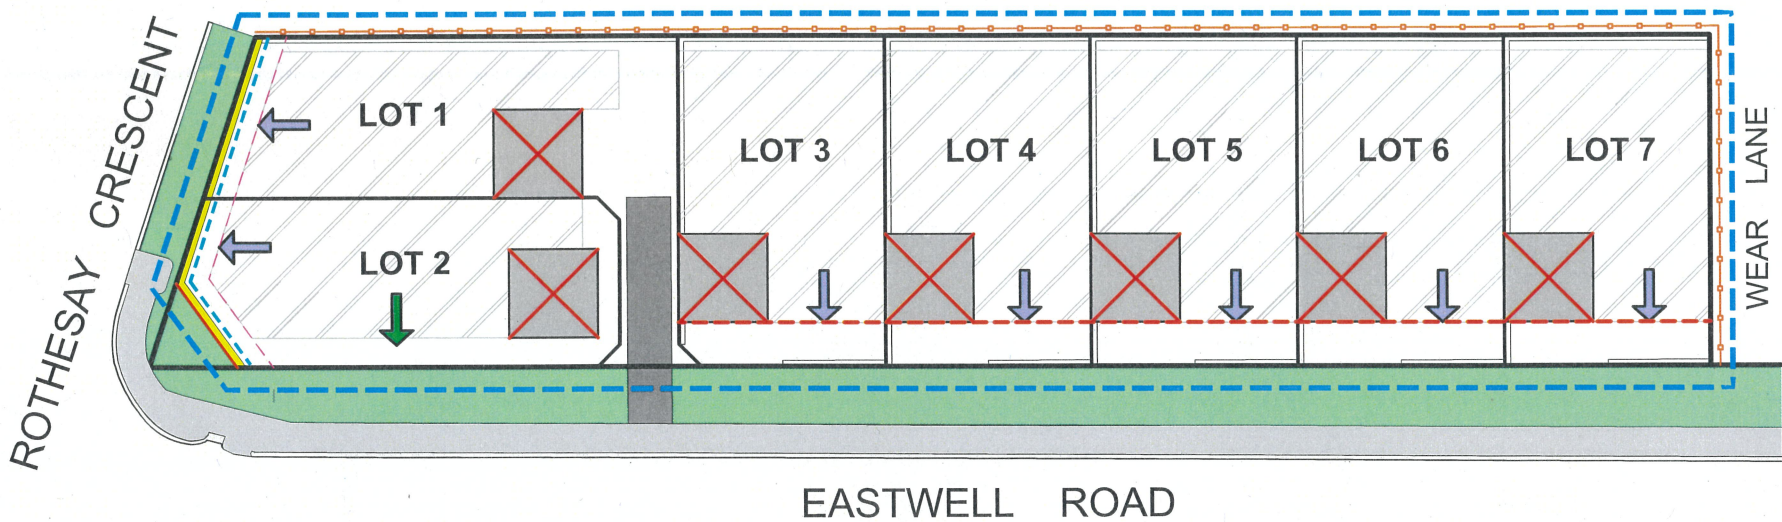 ROTHESAY CRESCENT
LOT 1
LOT 2
LOT 3
LOT 4
LOT 5
LOT 6
LOT 7
WEAR LANE
EASTWELL ROAD